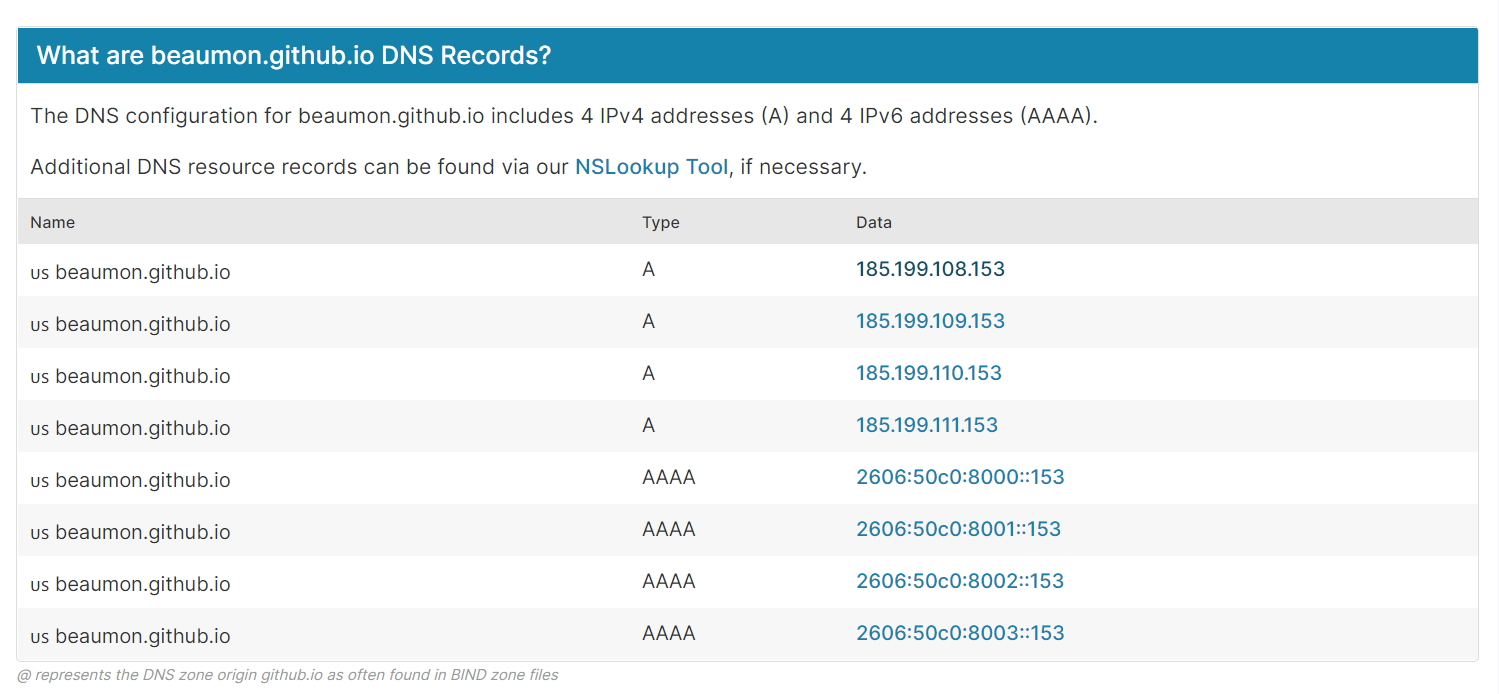 What are beaumon.github.io DNS Records?
The DNS configuration for beaumon.github.io includes 4 IPv4 addresses (A) and 4 IPv6 addresses (AAAA).
Additional DNS resource records can be found via our NSLookup Tool, if necessary.
Name Type Data
us beaumon.github.io A 185.199.108.153
us beaumon.github.io A 185.199.109.153
us beaumon.github.io A 185.199.110.153
us beaumon.github.io A 185.199.111.153
us beaumon.github.io AAAA 2606:50c0:8000::153
us beaumon.github.io AAAA 2606:50c0:8001::153
us beaumon.github.io AAAA 2606:50c0:8002::153
us beaumon.github.io AAAA 2606:50c0:8003::153
@ represents the DNS zone origin github.io as often found in BIND zone files